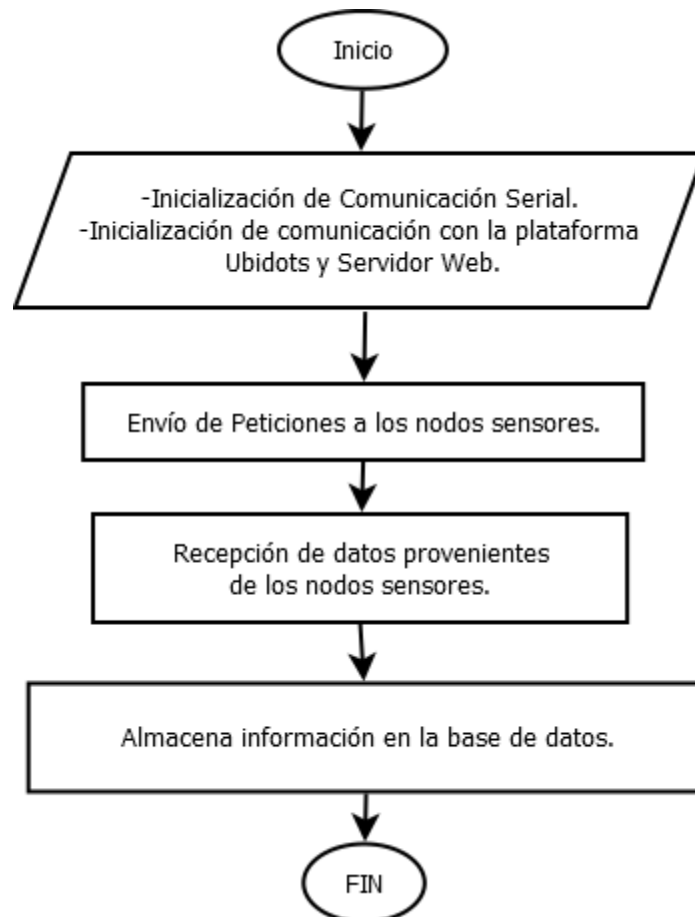 Inicio
-Inicialización de Comunicación Serial.
-Inicialización de comunicación con la plataforma
Ubidots y Servidor Web.
Envío de Peticiones a los nodos sensores.
Recepción de datos provenientes
de los nodos sensores.
Almacena información en la base de datos.
FIN